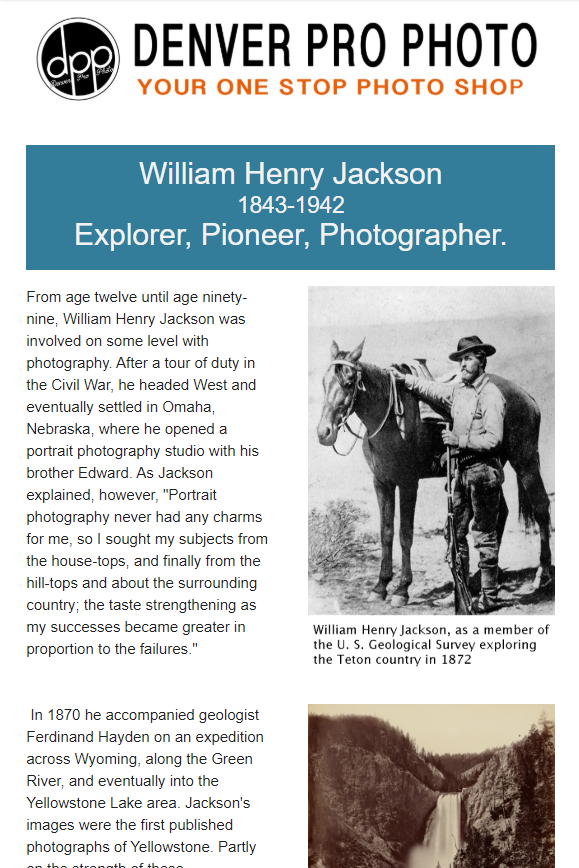 dpp
Denver Pro Photo
DENVER PRO PHOTO
YOUR ONE STOP PHOTO SHOP
William Henry Jackson
1843-1942
Explorer, Pioneer, Photographer.
From age twelve until age ninety-
nine, William Henry Jackson was
involved on some level with
photography. After a tour of duty in
the Civil War, he headed West and
eventually settled in Omaha,
Nebraska, where he opened a
portrait photography studio with his
brother Edward. As Jackson
explained, however, "Portrait
photography never had any charms
for me, so I sought my subjects from
the house-tops, and finally from the
hill-tops and about the surrounding
country; the taste strengthening as
my successes became greater in
proportion to the failures."
William Henry Jackson, as a member of
the U. S. Geological Survey exploring
the Teton country in 1872
In 1870 he accompanied geologist
Ferdinand Hayden on an expedition
across Wyoming, along the Green
River, and eventually into the
Yellowstone Lake area. Jackson's
images were the first published
photographs of Yellowstone. Partly
on the strength of these